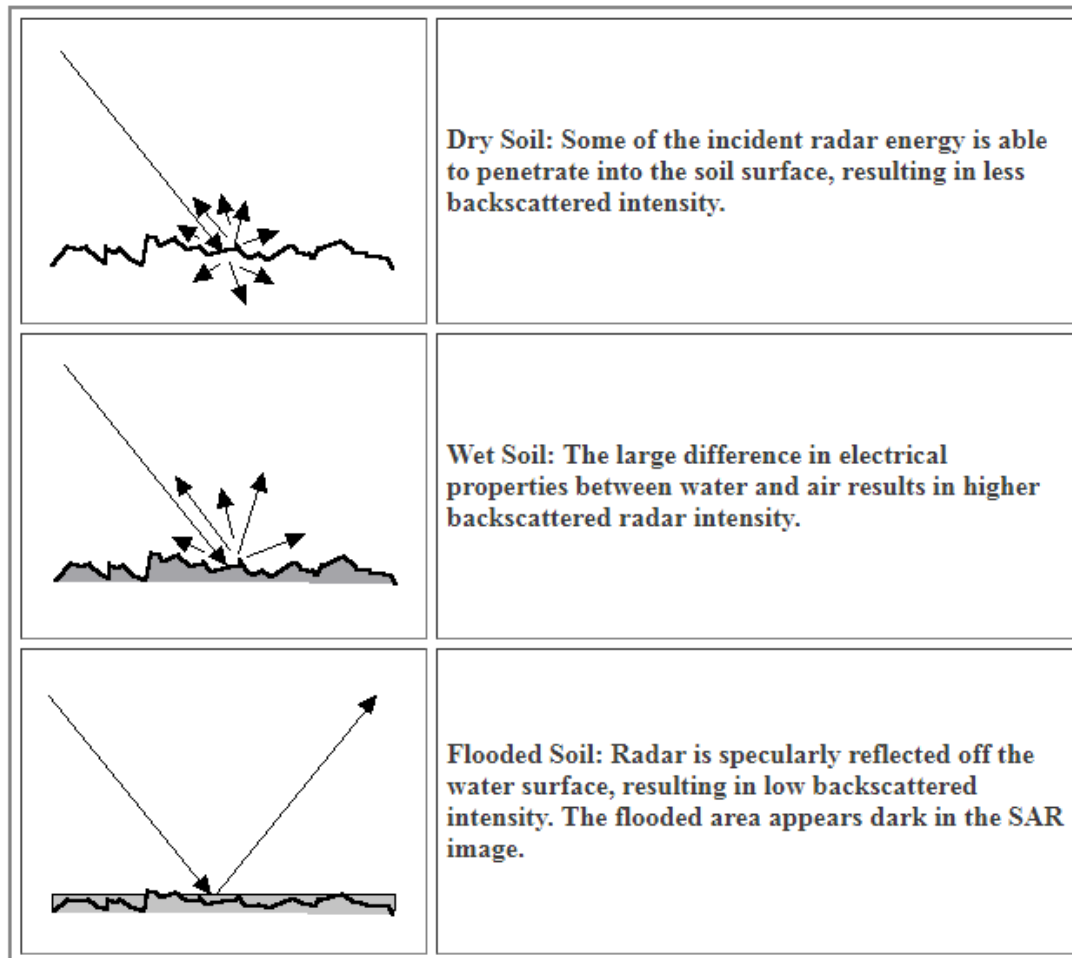 Dry Soil: Some of the incident radar energy is able
to penetrate into the soil surface, resulting in less
backscattered intensity.
Wet Soil: The large difference in electrical
properties between water and air results in higher
backscattered radar intensity.
Flooded Soil: Radar is specularly reflected off the
water surface, resulting in low backscattered
intensity. The flooded area appears dark in the SAR
image.